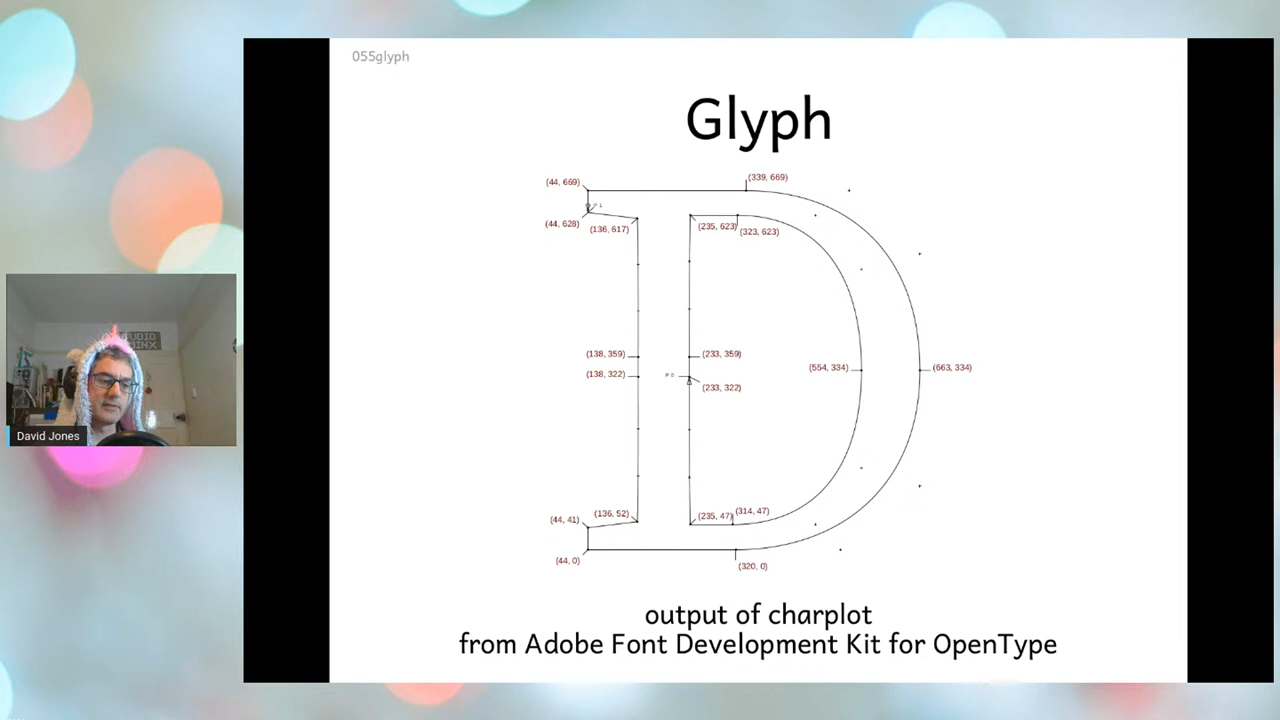 055glyph
Glyph
(44, 669)
(339, 669)
P 1
(44, 628)
(136, 617)
(235, 623)
(323, 623)
(138, 359)
(233, 359)
(138, 322)
P 0
(233, 322)
(554, 334)
(663, 334)
(44, 41)
(136, 52)
(235, 47)
(314, 47)
(44, 0)
(320, 0)
output of charplot
from Adobe Font Development Kit for OpenType
David Jones